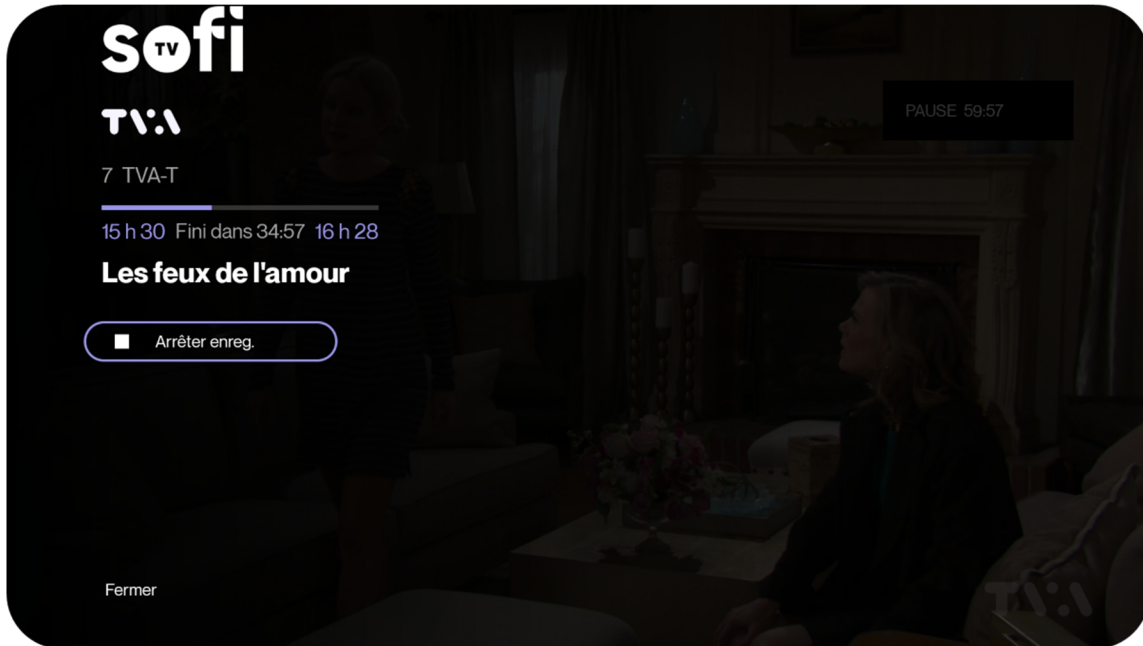 sofi
TV
TVA
PAUSE 59:57
7 TVA-T
15 h 30 Fini dans 34:57 16 h 28
Les feux de l'amour
Arrêter enreg.
Fermer
TVA